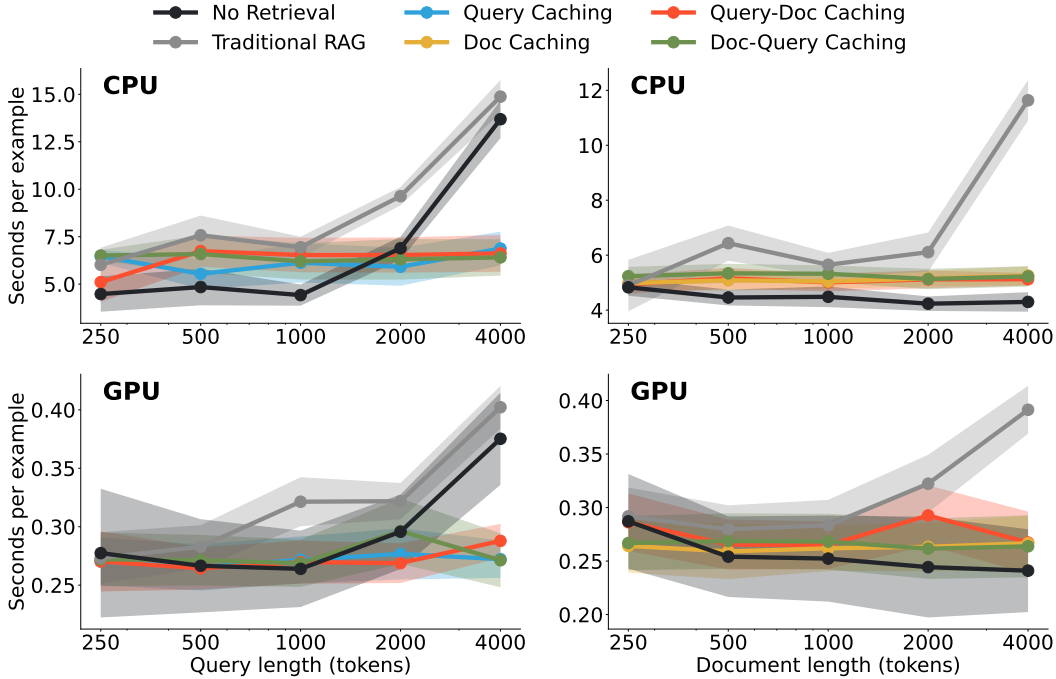 No Retrieval Query Caching Query-Doc Caching
Traditional RAG Doc Caching Doc-Query Caching
CPU
Seconds per example
15.0
12.5
10.0
7.5
5.0
250 500 1000 2000 4000
CPU
12
10
8
6
4
250 500 1000 2000 4000
GPU
Seconds per example
0.40
0.35
0.30
0.25
250 500 1000 2000 4000
Query length (tokens)
GPU
0.40
0.35
0.30
0.25
0.20
250 500 1000 2000 4000
Document length (tokens)